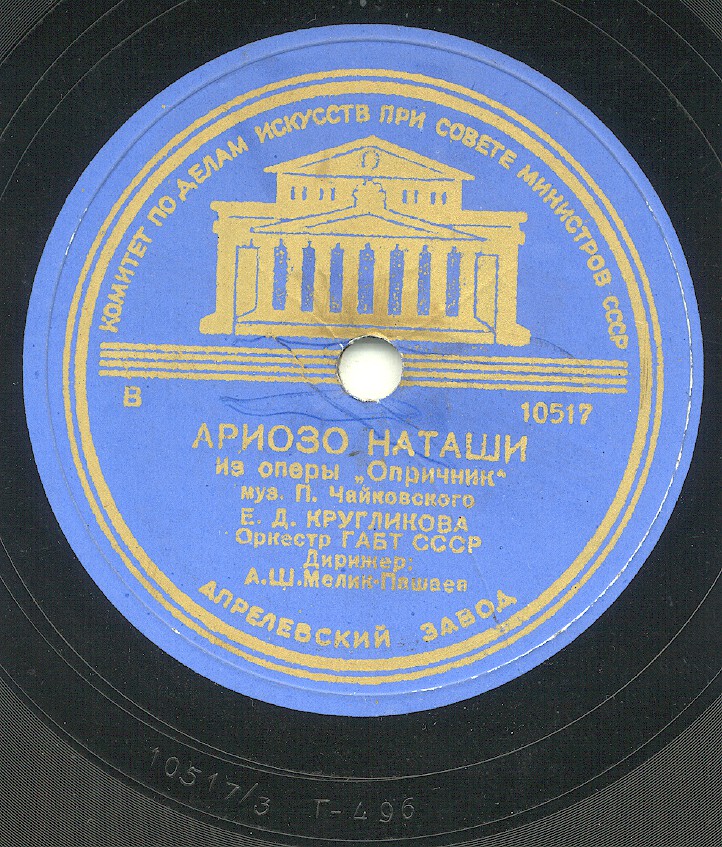 КОМИТЕТ ПО ДЕЛАМ ИСКУССТВ ПРИ СОВЕТЕ МИНИСТРОВ СССР
В
10517
АРИОЗО НАТАШИ
из оперы „Опричник“
муз. П. Чайковского
Е. Д. КРУГЛИКОВА
Оркестр ГАБТ СССР
Дирижер:
А.Ш.Мелик-Пашаев
АПРЕЛЕВСКИЙ ЗАВОД
10517/3 Г-496